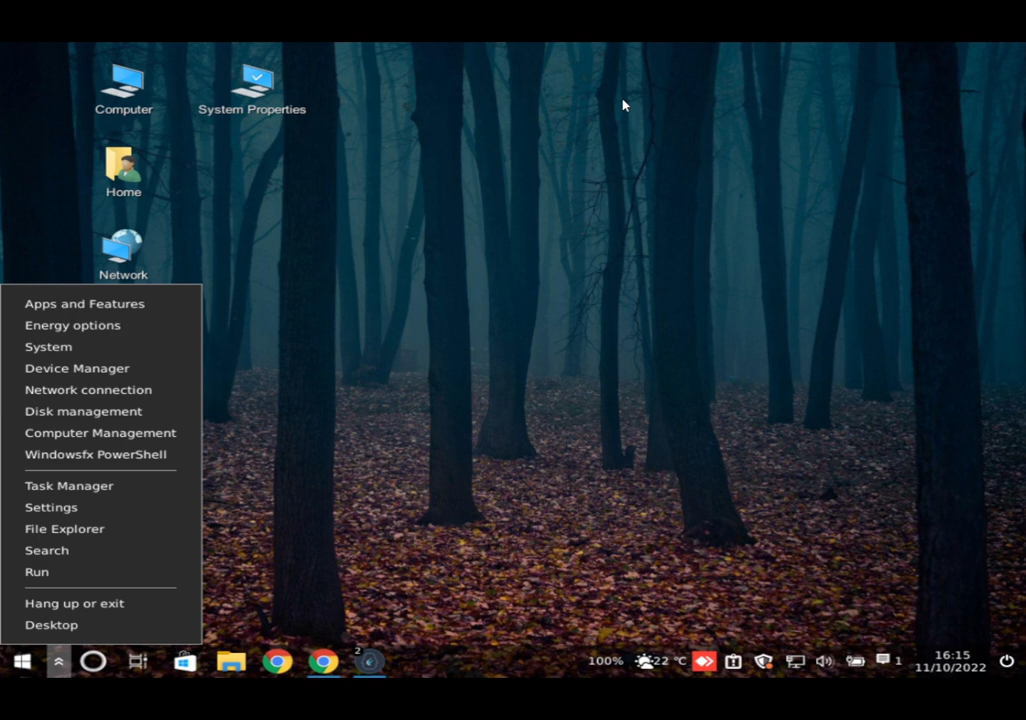 Computer
System Properties
Home
Network
Apps and Features
Energy options
System
Device Manager
Network connection
Disk management
Computer Management
Windowsfx PowerShell
Task Manager
Settings
File Explorer
Search
Run
Hang up or exit
Desktop
2
100%
22 °C
1
16:15
11/10/2022